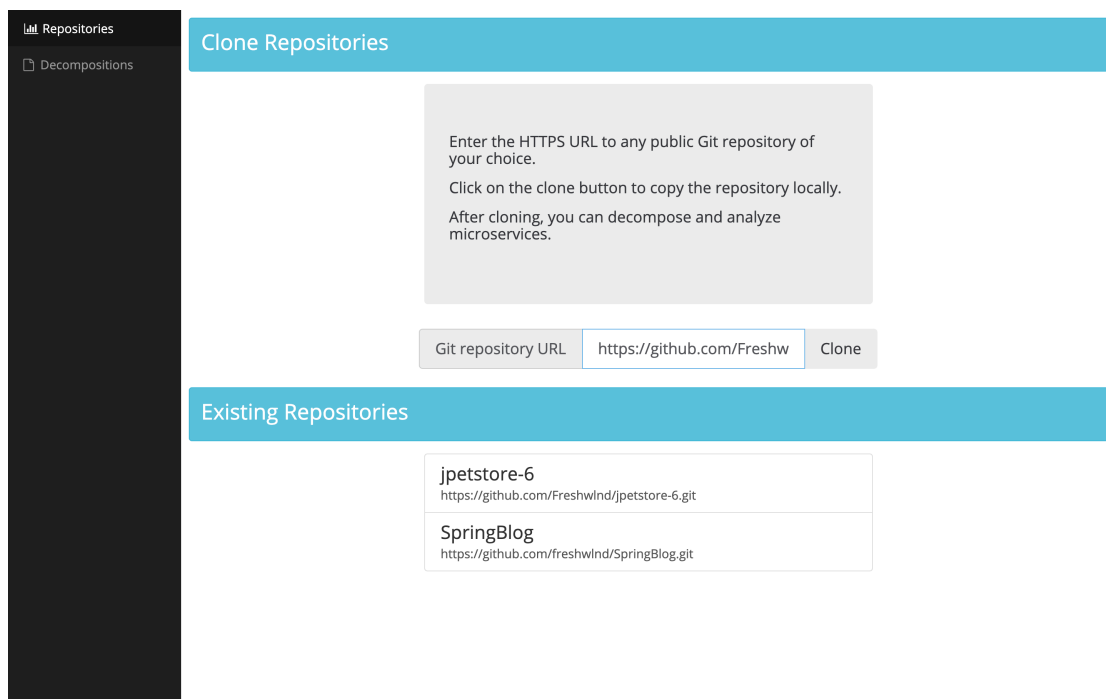 Repositories
Decompositions
Clone Repositories
Enter the HTTPS URL to any public Git repository of
your choice.
Click on the clone button to copy the repository locally.
After cloning, you can decompose and analyze
microservices.
Git repository URL
https://github.com/Freshw
Clone
Existing Repositories
jpetstore-6
https://github.com/Freshwlnd/jpetstore-6.git
SpringBlog
https://github.com/freshwlnd/SpringBlog.git